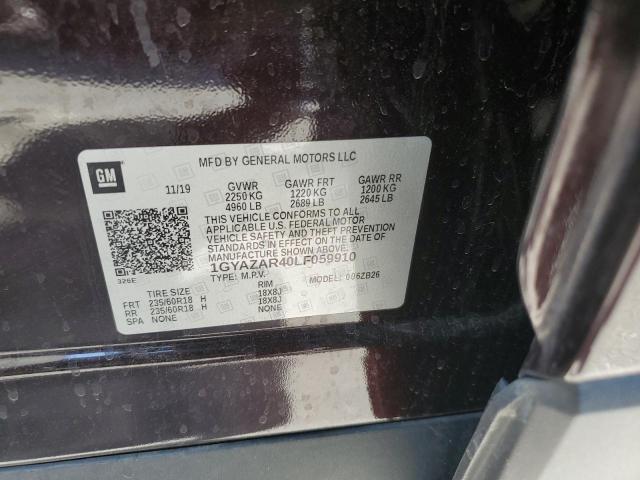 GM
MFD BY GENERAL MOTORS LLC
11/19 GVWR GAWR FRT GAWR RR
2250 KG 1220 KG 1200 KG
4960 LB 2689 LB 2645 LB
THIS VEHICLE CONFORMS TO ALL
APPLICABLE U.S. FEDERAL MOTOR
VEHICLE SAFETY AND BUMPER
STANDARDS IN EFFECT ON THE DATE OF
MANUFACTURE SHOWN ABOVE.
1GYAZAR40LF059910
326E TYPE: M.P.V. MODEL: 006ZB26
TIRE SIZE RIM
FRT 235/60R18 H 18X8J
RR 235/60R18 H 18X8J
SPA NONE NONE